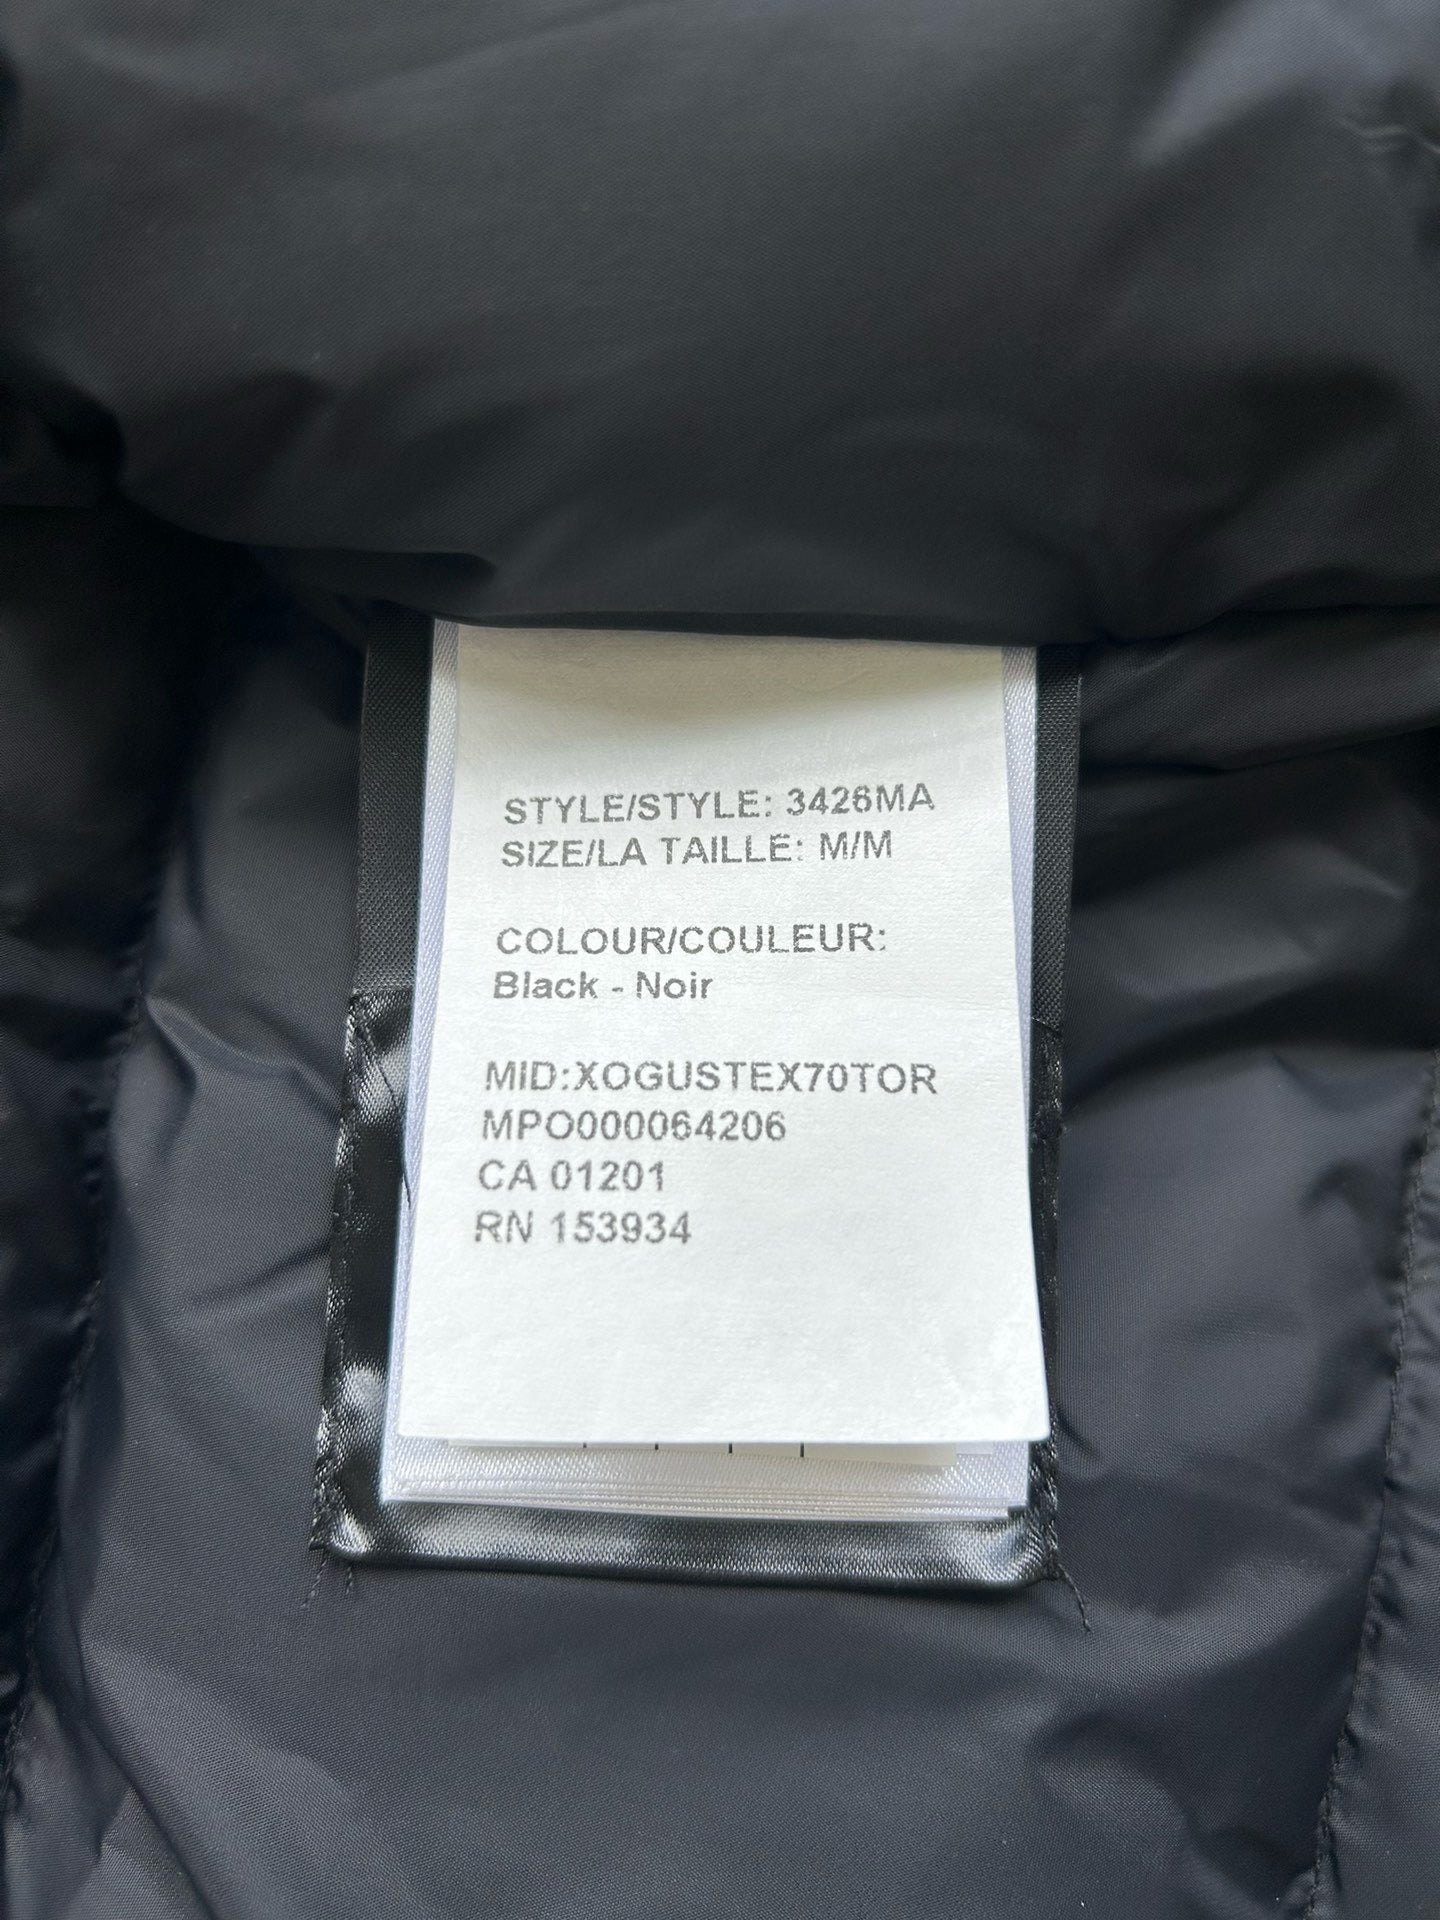 STYLE/STYLE: 3426MA
SIZE/LA TAILLE: M/M
COLOUR/COULEUR:
Black - Noir
MID:XOGUSTEX70TOR
MPO000064206
CA 01201
RN 153934